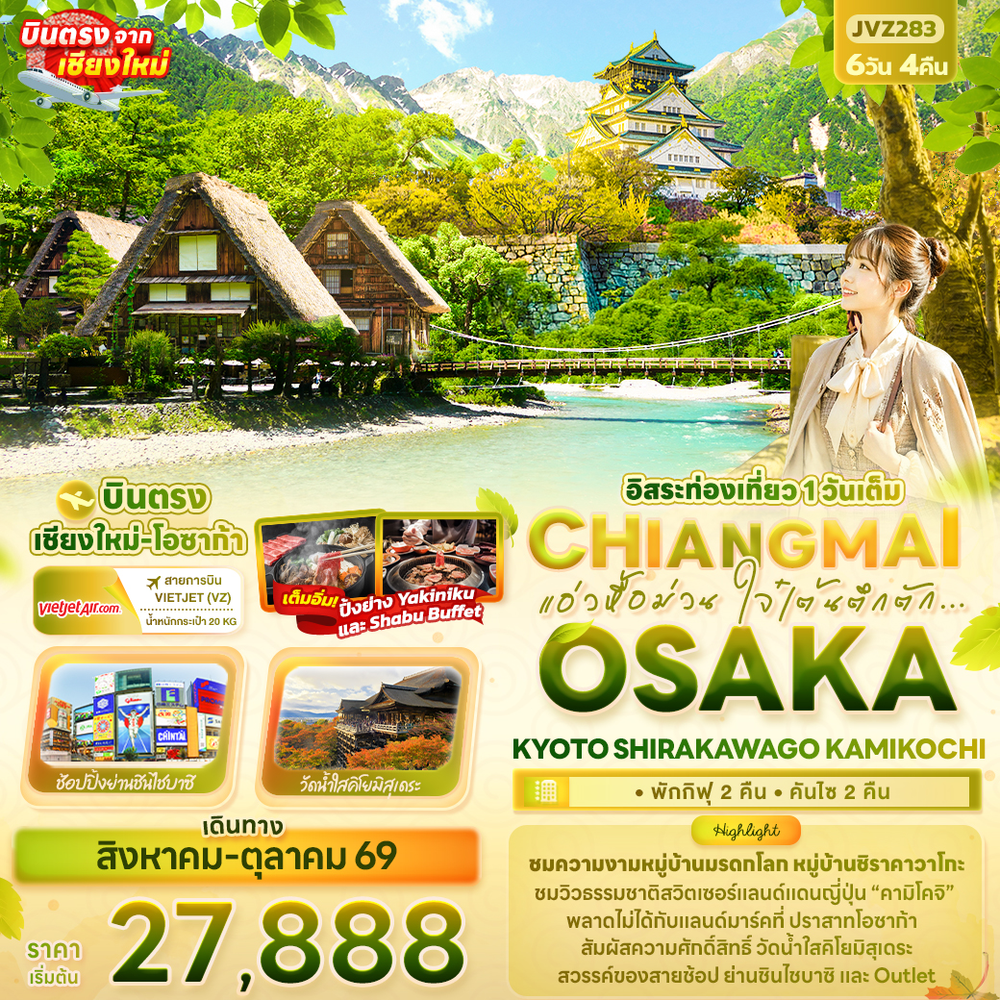 บินตรงจาก
เชียงใหม่
JVZ283
6วัน 4คืน
บินตรง
เชียงใหม่-โอซาก้า
vietjetAir.com
สายการบิน
VIETJET (VZ)
น้ำหนักกระเป๋า 20 KG
เต็มอิ่ม! ปิ้งย่าง Yakiniku
และ Shabu Buffet
ช้อปปิ้งย่านชินไซบาชิ
วัดน้ำใสคิโยมิสุเดระ
เดินทาง
สิงหาคม-ตุลาคม 69
ราคา
เริ่มต้น
27,888
อิสระท่องเที่ยว 1 วันเต็ม
CHIANGMAI
แอ่วหื้อม่วน ใจ๋เต้นตึกตัก...
OSAKA
KYOTO SHIRAKAWAGO KAMIKOCHI
• พักกิฟุ 2 คืน • คันไซ 2 คืน
Highlight
ชมความงามหมู่บ้านมรดกโลก หมู่บ้านชิราคาวาโกะ
ชมวิวธรรมชาติสวิตเซอร์แลนด์แดนญี่ปุ่น “คามิโคจิ”
พลาดไม่ได้กับแลนด์มาร์คที่ ปราสาทโอซาก้า
สัมผัสความศักดิ์สิทธิ์ วัดน้ำใสคิโยมิสุเดระ
สวรรค์ของสายช้อป ย่านชินไซบาชิ และ Outlet